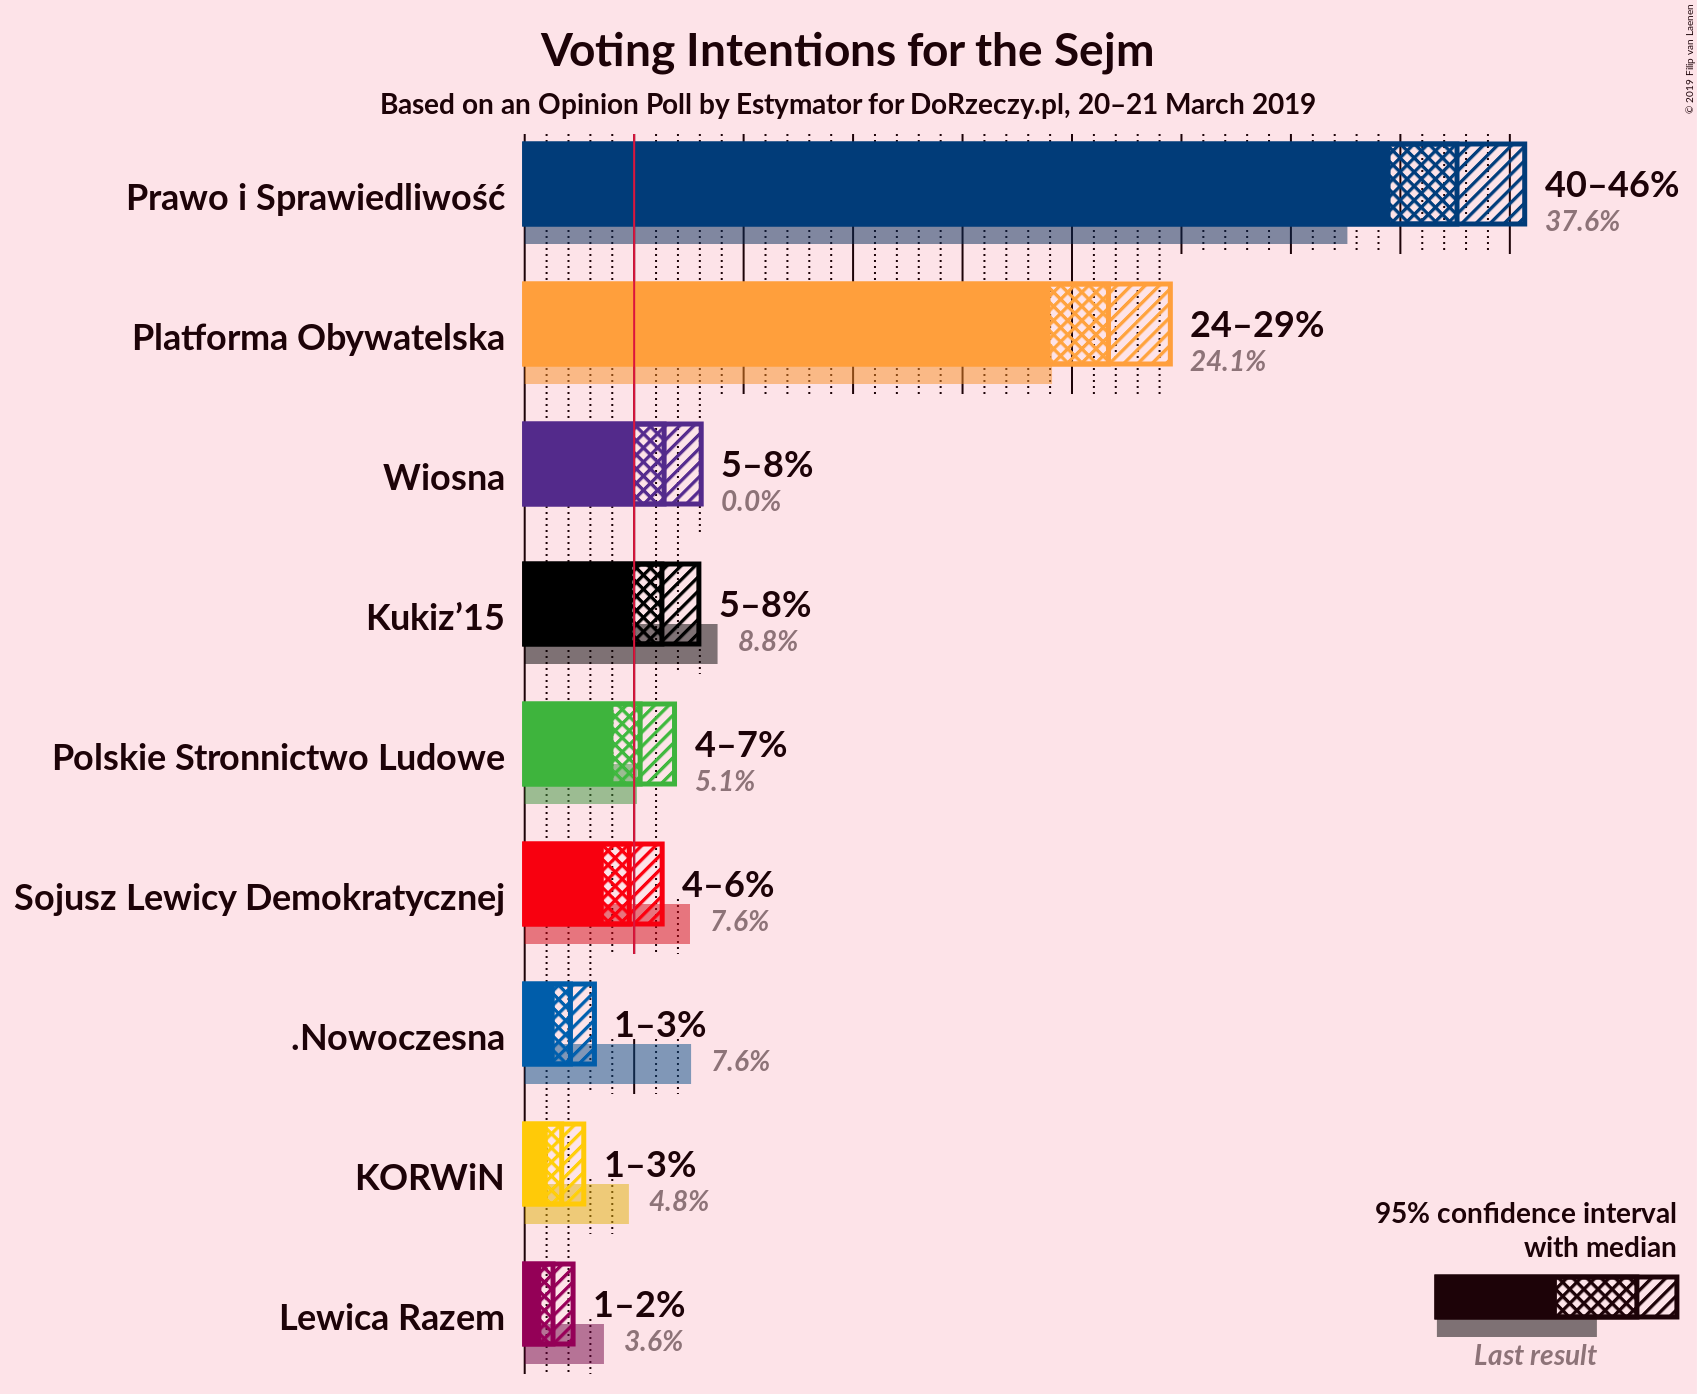 Voting Intentions for the Sejm
Based on an Opinion Poll by Estymator for DoRzeczy.pl, 20–21 March 2019
© 2019 Filip van Laenen
Prawo i Sprawiedliwość
40–46%
37.6%
Platforma Obywatelska
24–29%
24.1%
Wiosna
5–8%
0.0%
Kukiz’15
5–8%
8.8%
Polskie Stronnictwo Ludowe
4–7%
5.1%
Sojusz Lewicy Demokratycznej
4–6%
7.6%
.Nowoczesna
1–3%
7.6%
KORWiN
1–3%
4.8%
Lewica Razem
1–2%
3.6%
95% confidence interval
with median
Last result